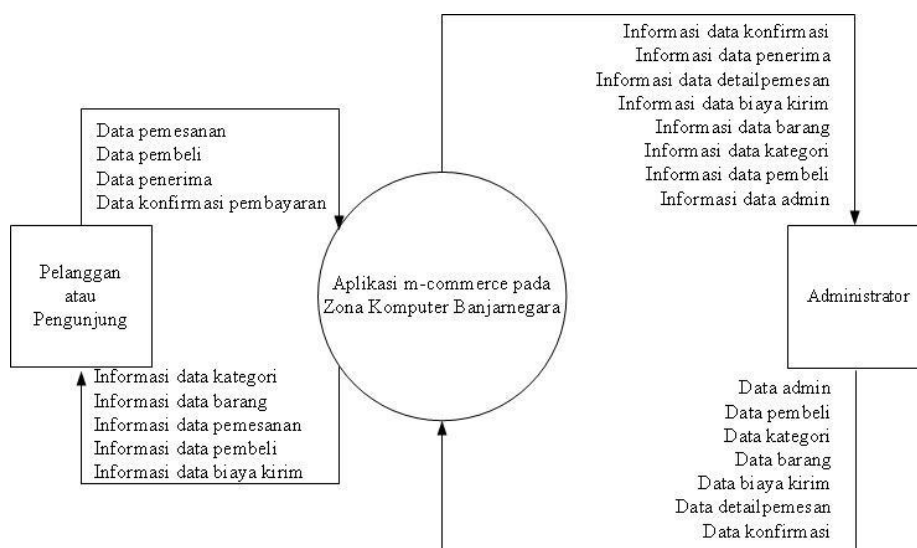 Informasi data konfirmasi
Informasi data penerima
Informasi data detailpemesan
Informasi data biaya kirim
Informasi data barang
Informasi data kategori
Informasi data pembeli
Informasi data admin
Data pemesanan
Data pembeli
Data penerima
Data konfirmasi pembayaran
Pelanggan
atau
Pengunjung
Aplikasi m-commerce pada
Zona Komputer Banjarnegara
Administrator
Informasi data kategori
Informasi data barang
Informasi data pemesanan
Informasi data pembeli
Informasi data biaya kirim
Data admin
Data pembeli
Data kategori
Data barang
Data biaya kirim
Data detailpemesan
Data konfirmasi